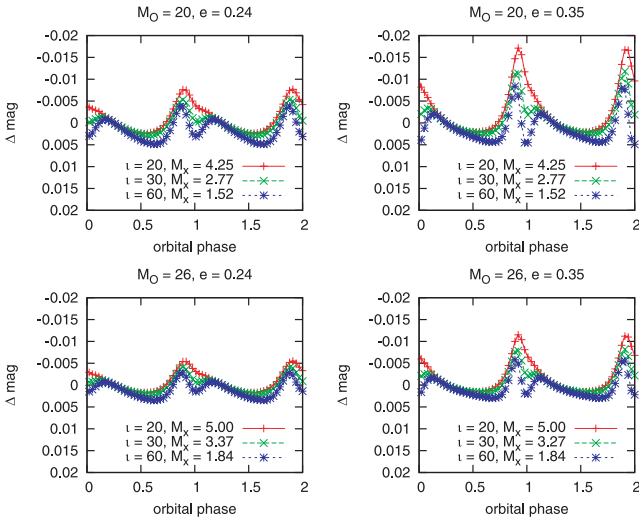 M_O = 20, e = 0.24
-0.02
-0.015
-0.01
-0.005
0
0.005
0.01
0.015
0.02
Δ mag
ι = 20, M_x = 4.25
ι = 30, M_x = 2.77
ι = 60, M_x = 1.52
0 0.5 1 1.5 2
orbital phase
M_O = 20, e = 0.35
-0.02
-0.015
-0.01
-0.005
0
0.005
0.01
0.015
0.02
Δ mag
ι = 20, M_x = 4.25
ι = 30, M_x = 2.77
ι = 60, M_x = 1.52
0 0.5 1 1.5 2
orbital phase
M_O = 26, e = 0.24
-0.02
-0.015
-0.01
-0.005
0
0.005
0.01
0.015
0.02
Δ mag
ι = 20, M_x = 5.00
ι = 30, M_x = 3.37
ι = 60, M_x = 1.84
0 0.5 1 1.5 2
orbital phase
M_O = 26, e = 0.35
-0.02
-0.015
-0.01
-0.005
0
0.005
0.01
0.015
0.02
Δ mag
ι = 20, M_x = 5.00
ι = 30, M_x = 3.27
ι = 60, M_x = 1.84
0 0.5 1 1.5 2
orbital phase